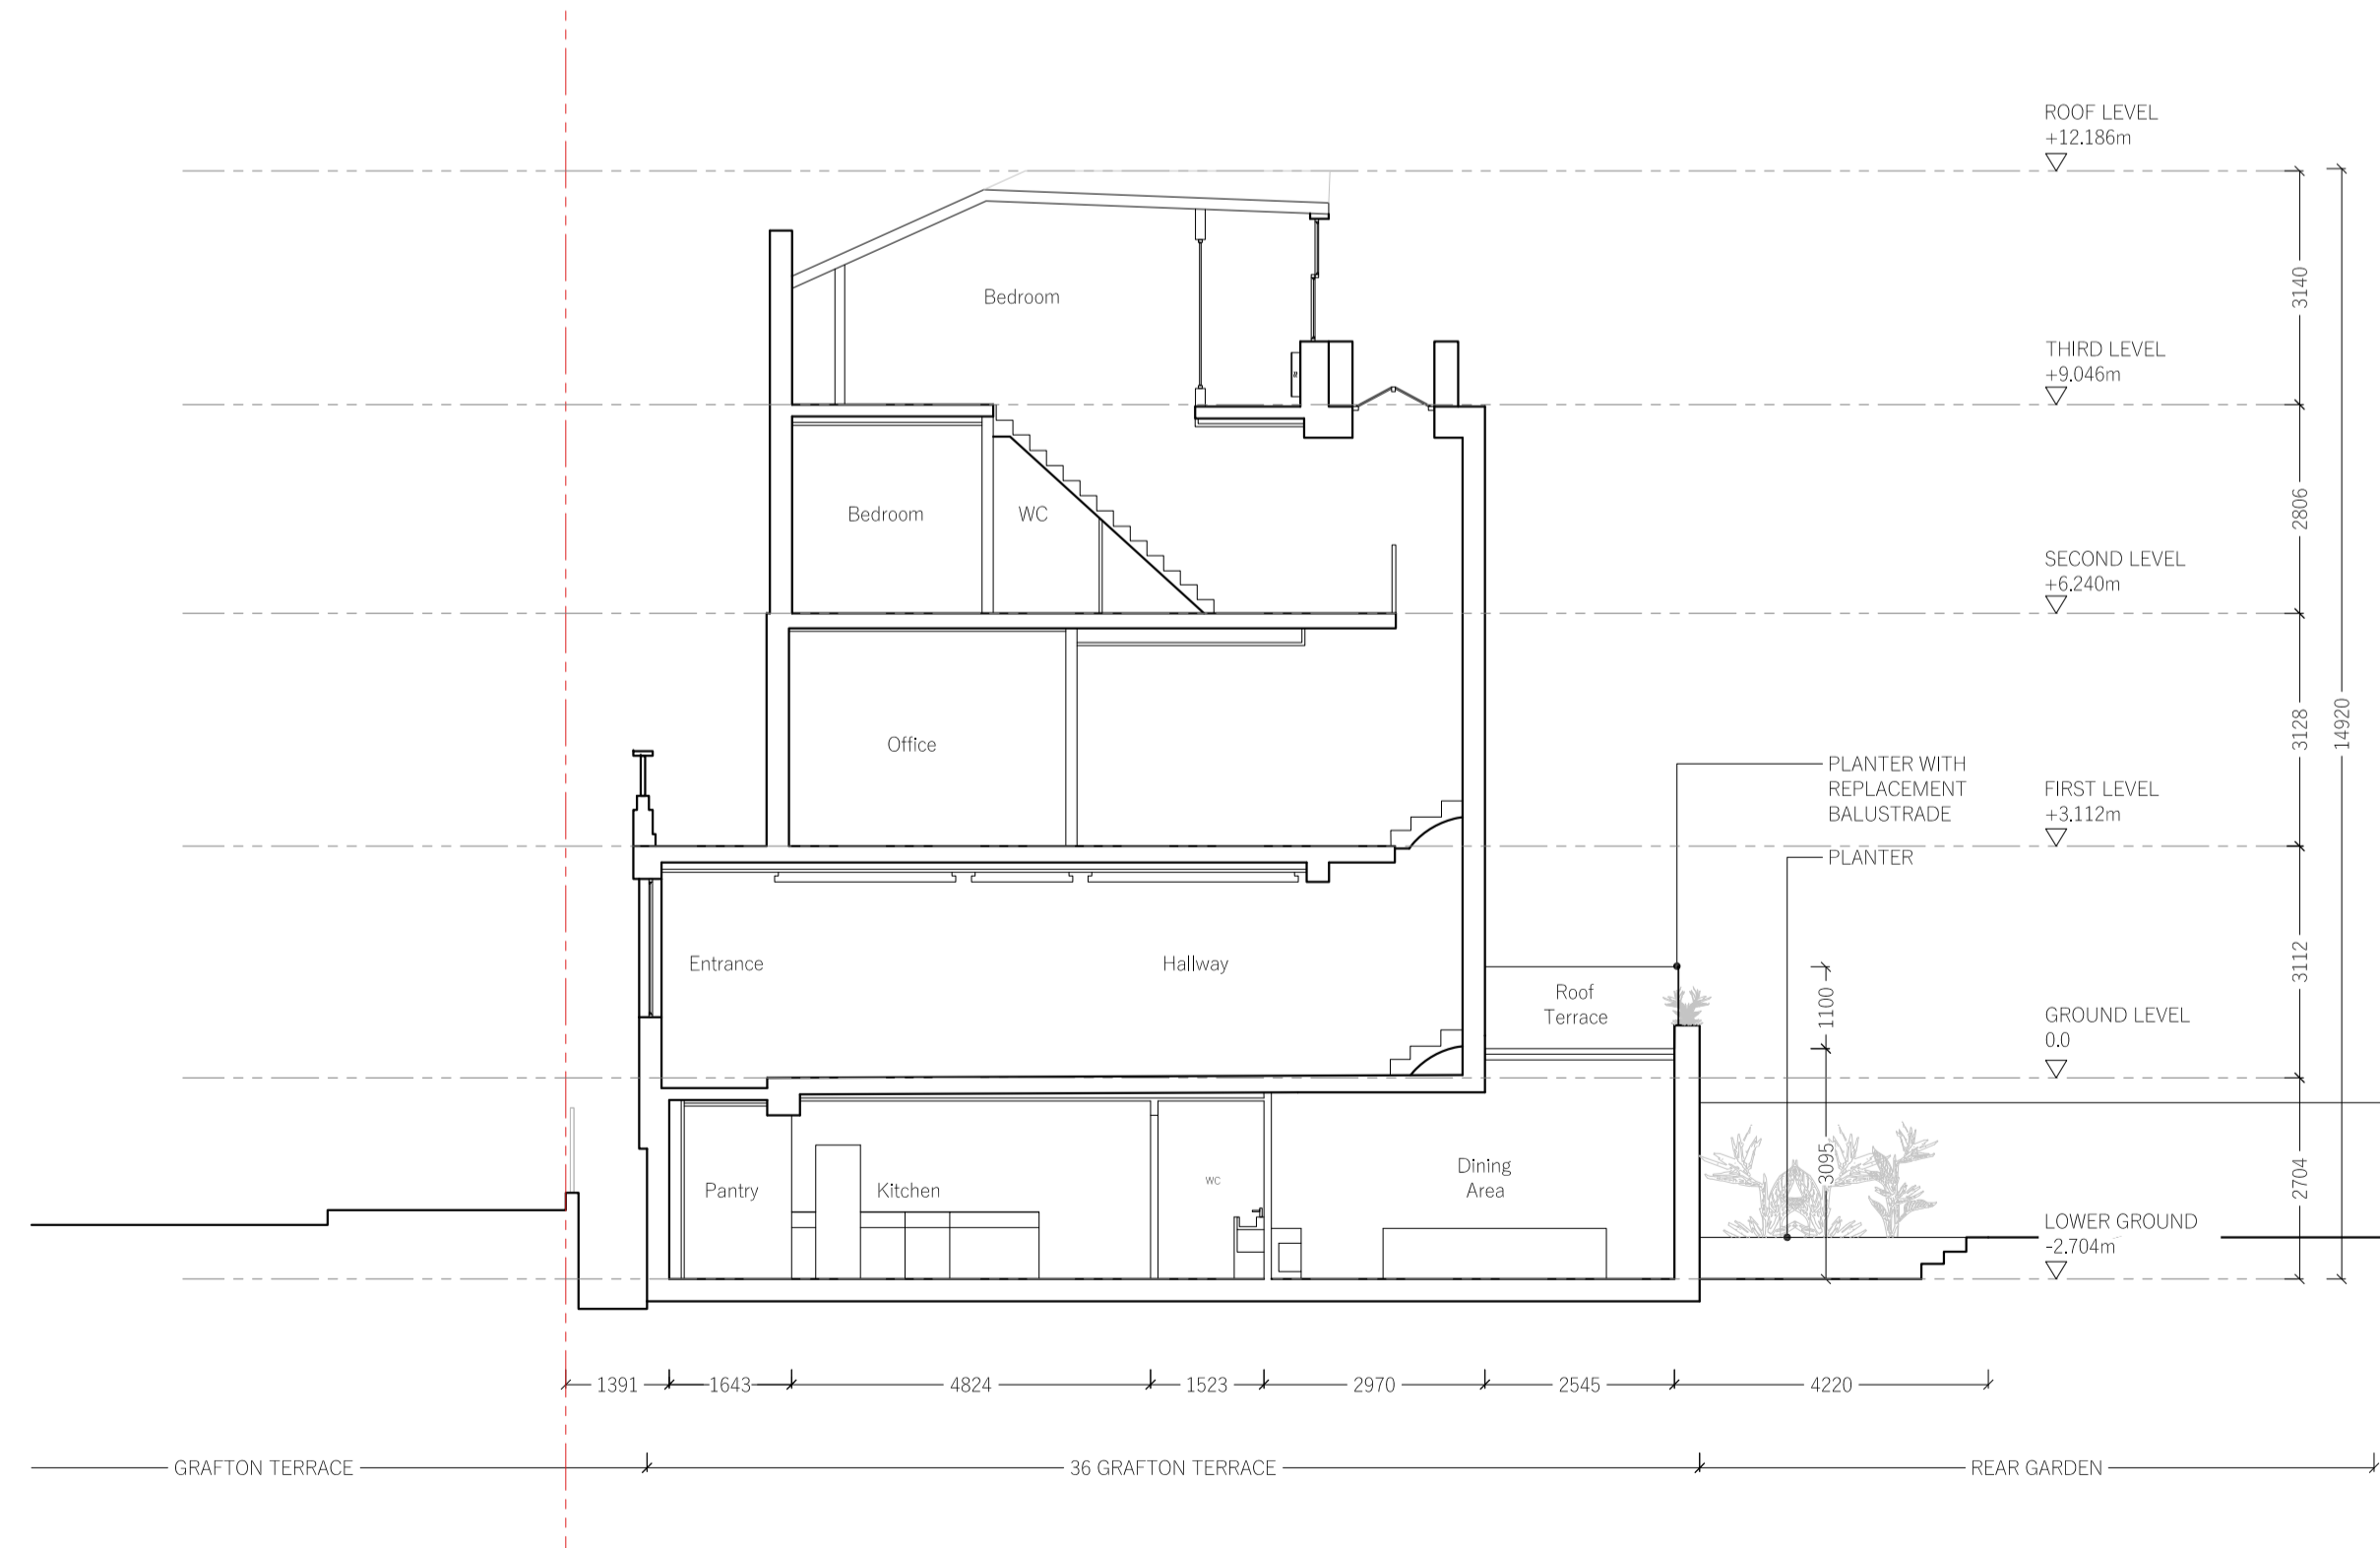 ROOF LEVEL
+12.186m
3140
Bedroom
THIRD LEVEL
+9.046m
2806
Bedroom
WC
SECOND LEVEL
+6.240m
3128
14920
Office
PLANTER WITH
REPLACEMENT
BALUSTRADE
FIRST LEVEL
+3.112m
PLANTER
3112
Entrance
Hallway
Roof
Terrace
1100
GROUND LEVEL
0.0
3095
2704
Pantry
Kitchen
WC
Dining
Area
LOWER GROUND
-2.704m
1391
1643
4824
1523
2970
2545
4220
GRAFTON TERRACE
36 GRAFTON TERRACE
REAR GARDEN